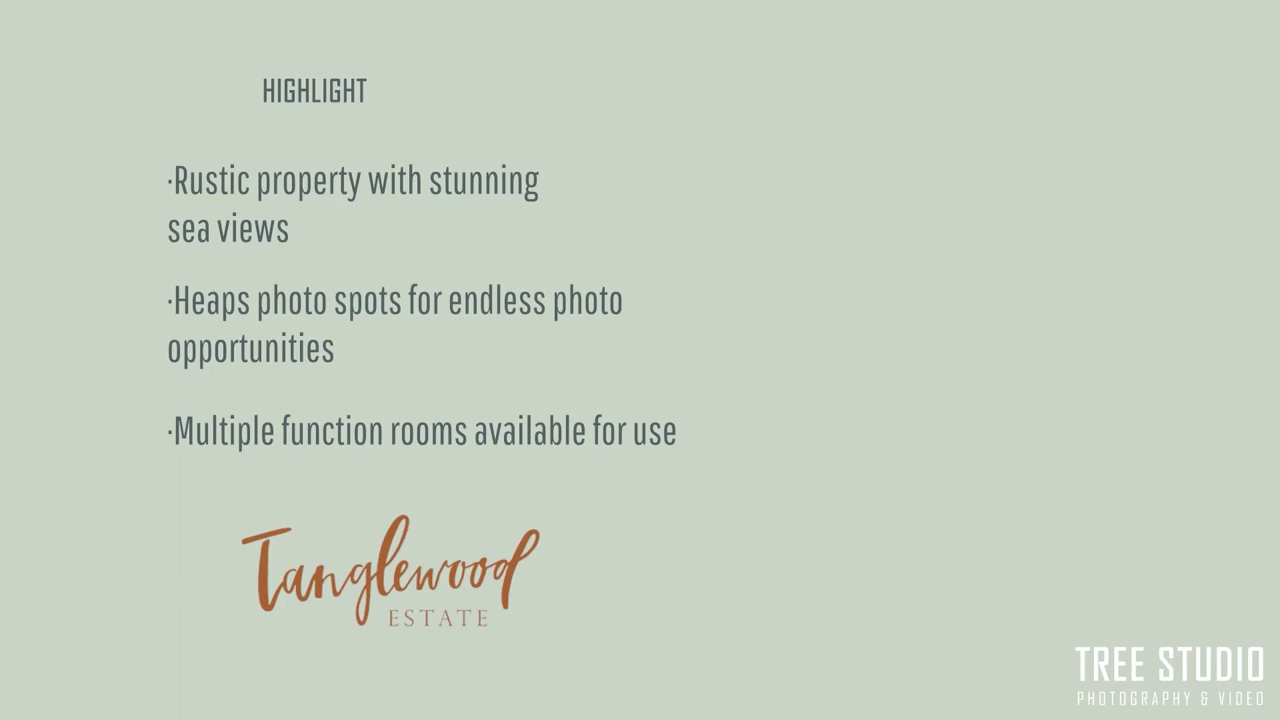 HIGHLIGHT
·Rustic property with stunning
sea views
·Heaps photo spots for endless photo
opportunities
·Multiple function rooms available for use
Tanglewood
ESTATE
TREE STUDIO
PHOTOGRAPHY & VIDEO